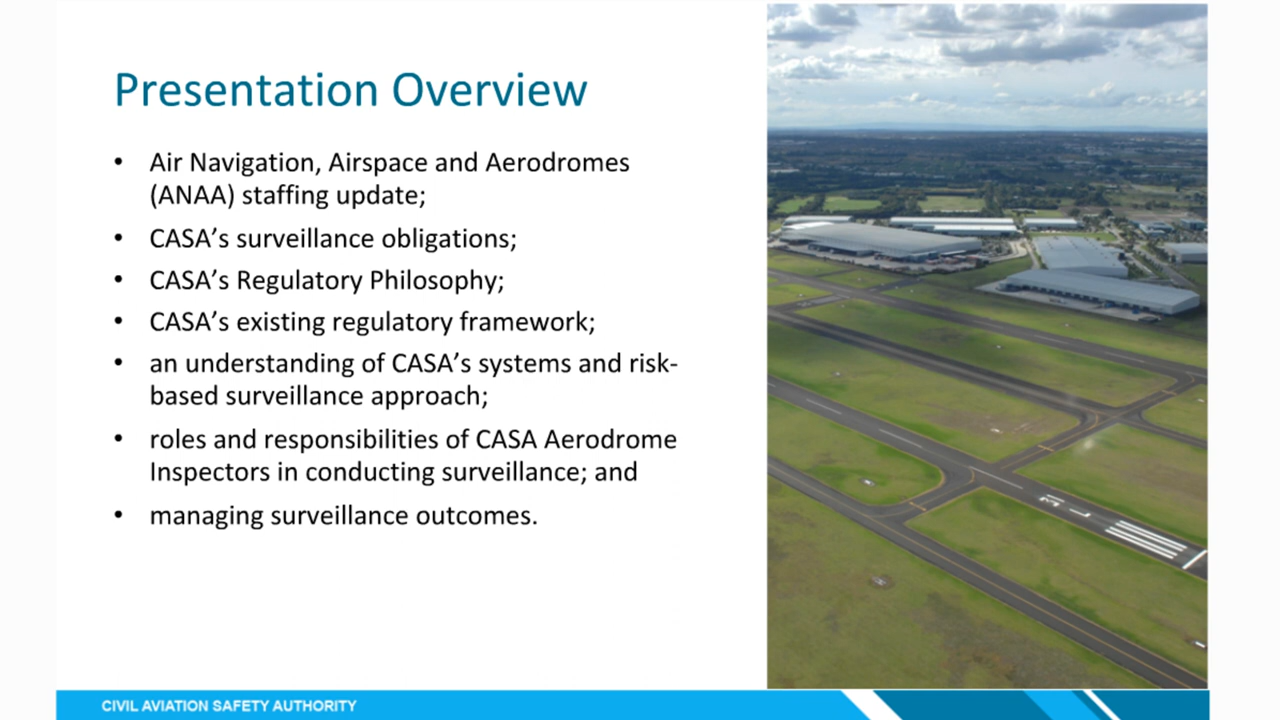 Presentation Overview
• Air Navigation, Airspace and Aerodromes
(ANAA) staffing update;
• CASA’s surveillance obligations;
• CASA’s Regulatory Philosophy;
• CASA’s existing regulatory framework;
• an understanding of CASA’s systems and risk-
based surveillance approach;
• roles and responsibilities of CASA Aerodrome
Inspectors in conducting surveillance; and
• managing surveillance outcomes.
CIVIL AVIATION SAFETY AUTHORITY